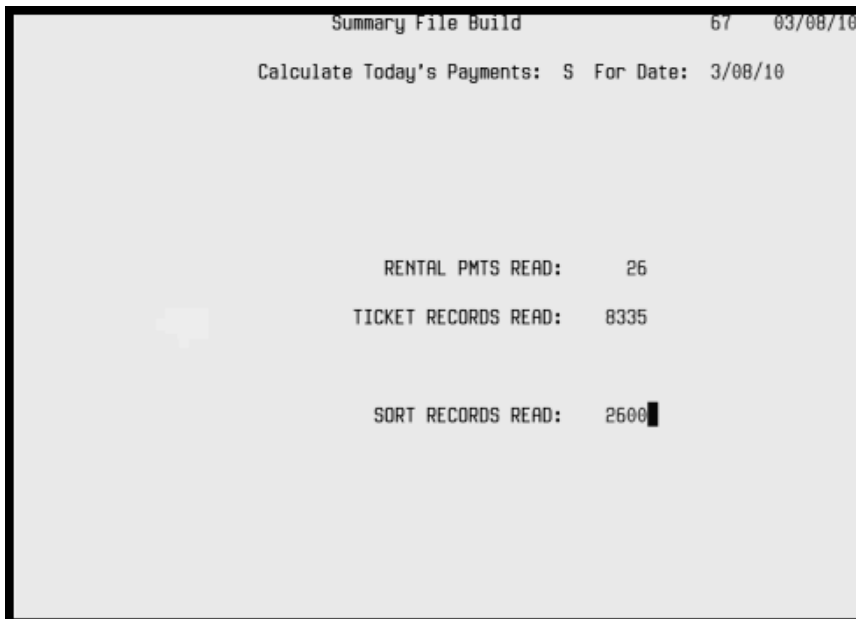 Summary File Build 67 03/08/10
Calculate Today's Payments: S For Date: 3/08/10
RENTAL PMTS READ: 26
TICKET RECORDS READ: 8335
SORT RECORDS READ: 2600